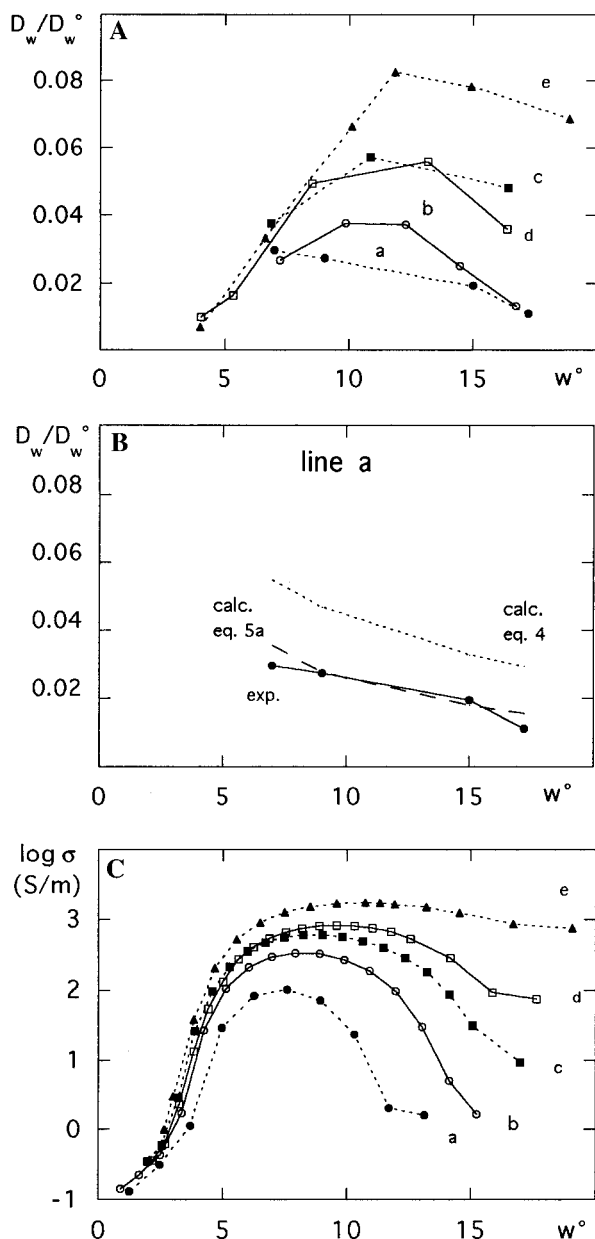 D_w/D_w° A
0.08
0.06
0.04
0.02
e
c
b
d
a
0 5 10 15 w°
D_w/D_w° B
line a
0.08
0.06
0.04
0.02
calc. calc.
eq. 5a eq. 4
exp.
0 5 10 15 w°
log σ C
(S/m)
3
2
1
0
-1
e
d
c
b
a
0 5 10 15 w°